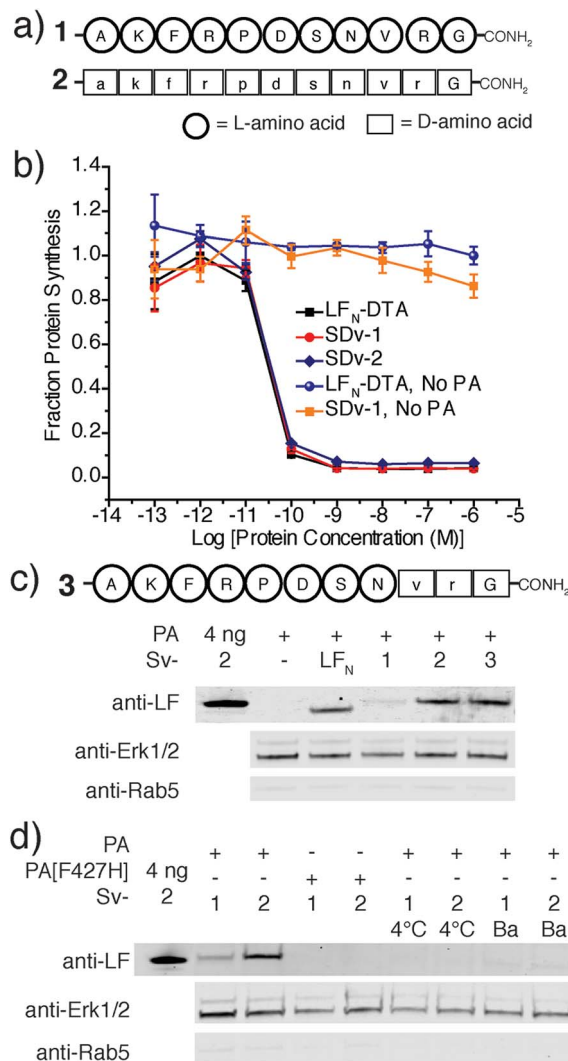 a)
1 A K F R P D S N V R G CONH₂
2 a k f r p d s n v r G CONH₂
= L-amino acid = D-amino acid
b)
Fraction Protein Synthesis
1.4
1.2
1.0
0.8
0.6
0.4
0.2
0.0
LF_N-DTA
SDv-1
SDv-2
LF_N-DTA, No PA
SDv-1, No PA
-14 -13 -12 -11 -10 -9 -8 -7 -6 -5
Log [Protein Concentration (M)]
c)
3 A K F R P D S N v r G CONH₂
PA 4 ng + + + + +
Sv- 2 - LF_N 1 2 3
anti-LF
anti-Erk1/2
anti-Rab5
d)
PA + + - - + + + +
PA[F427H] 4 ng - - + + - - - -
Sv- 2 1 2 1 2 1 2 1 2
4°C 4°C Ba Ba
anti-LF
anti-Erk1/2
anti-Rab5